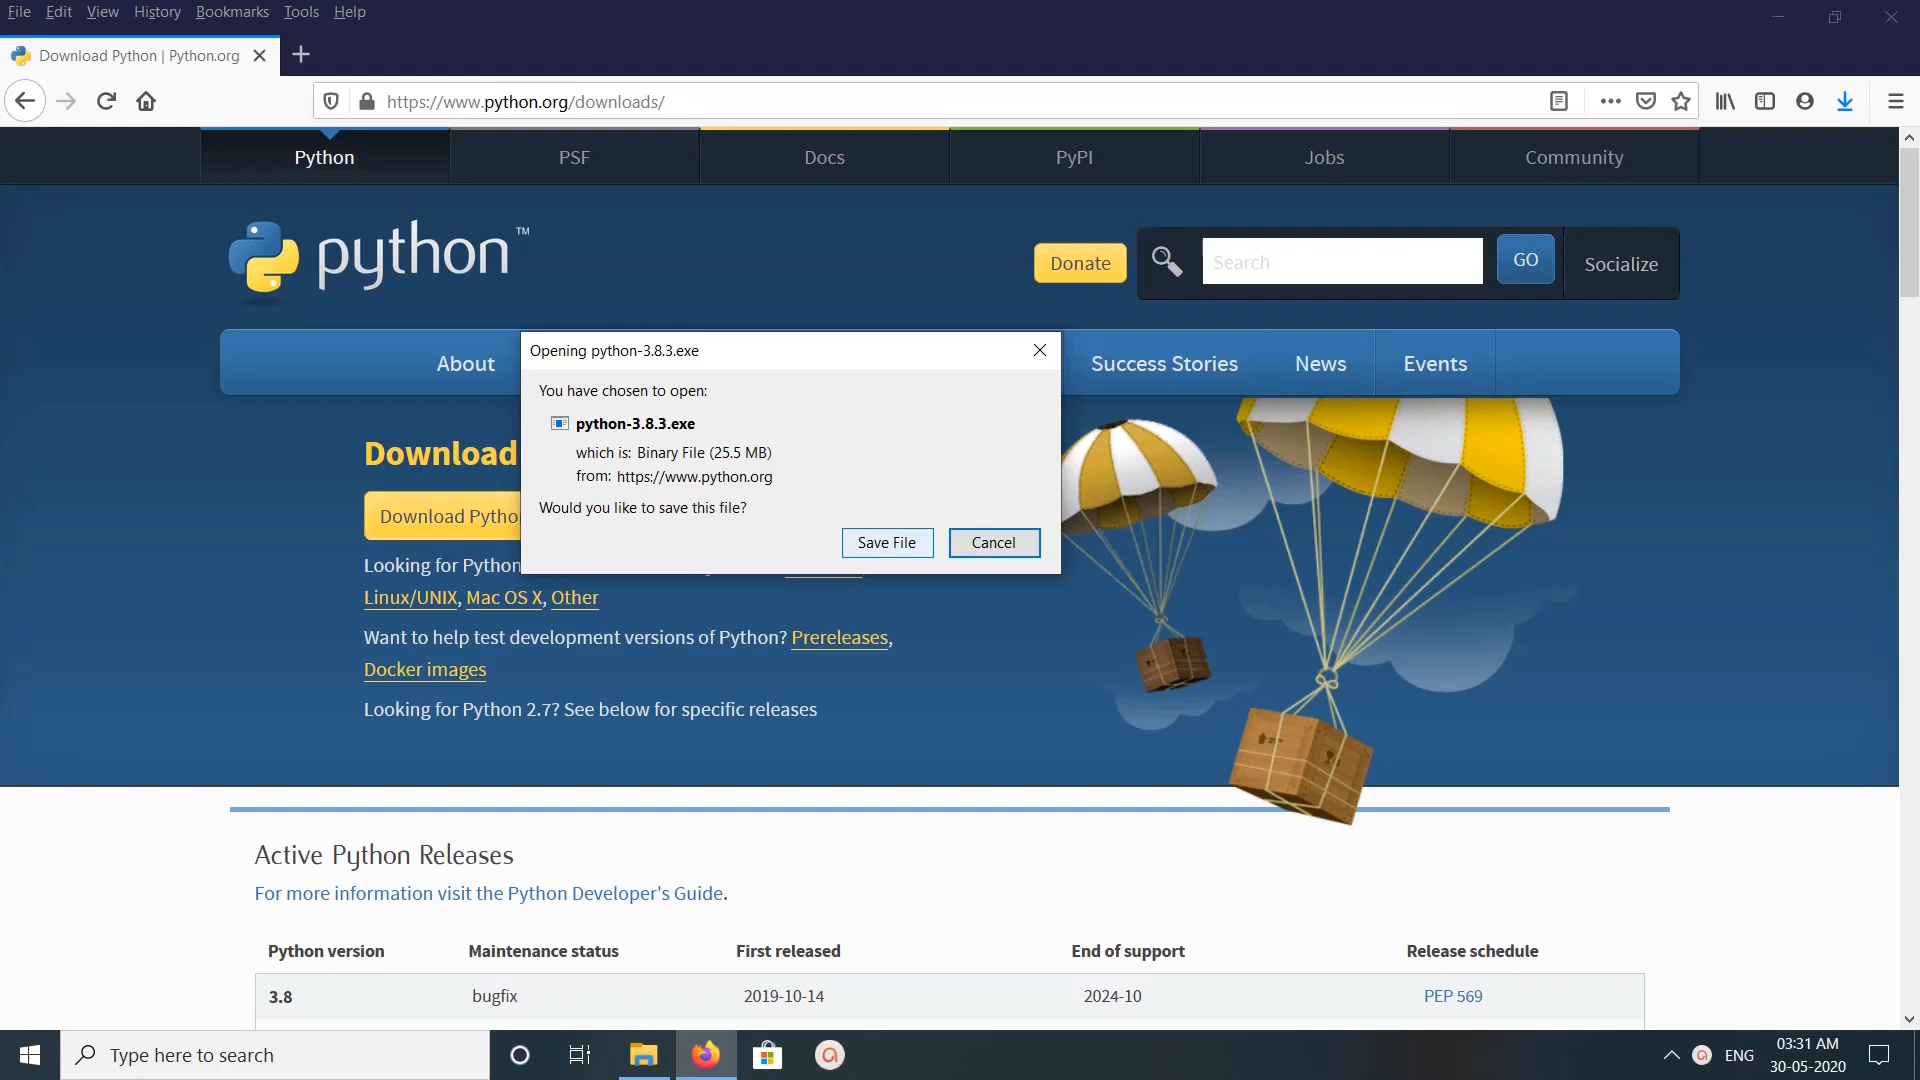 File Edit View History Bookmarks Tools Help
Download Python | Python.org
https://www.python.org/downloads/
Python PSF Docs PyPI Jobs Community
python™
Donate Search GO Socialize
About Success Stories News Events
Opening python-3.8.3.exe
You have chosen to open:
python-3.8.3.exe
which is: Binary File (25.5 MB)
from: https://www.python.org
Would you like to save this file?
Save File Cancel
Download
Download Pytho
Looking for Python
Linux/UNIX, Mac OS X, Other
Want to help test development versions of Python? Prereleases,
Docker images
Looking for Python 2.7? See below for specific releases
Active Python Releases
For more information visit the Python Developer's Guide.
Python version Maintenance status First released End of support Release schedule
3.8 bugfix 2019-10-14 2024-10 PEP 569
Type here to search
ENG
03:31 AM
30-05-2020